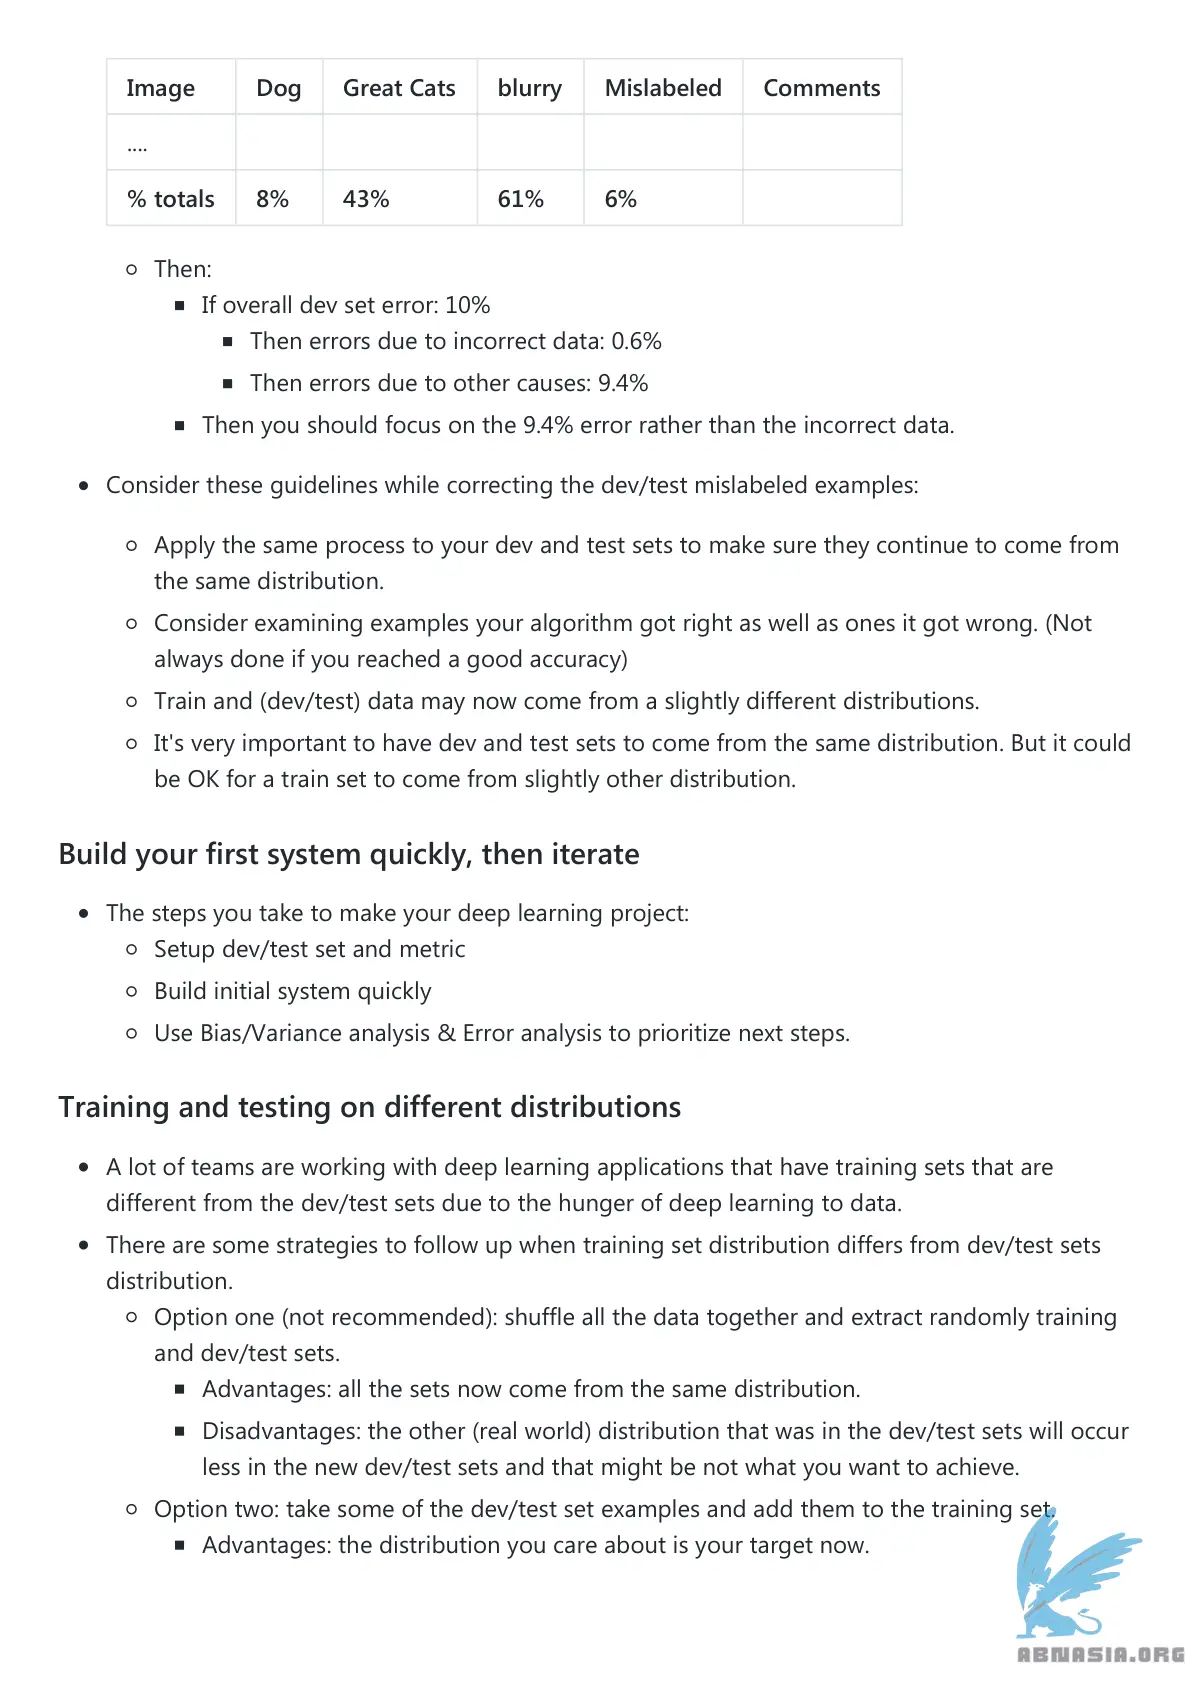 Image Dog Great Cats blurry Mislabeled Comments
....
% totals 8% 43% 61% 6%
Then:
If overall dev set error: 10%
Then errors due to incorrect data: 0.6%
Then errors due to other causes: 9.4%
Then you should focus on the 9.4% error rather than the incorrect data.
Consider these guidelines while correcting the dev/test mislabeled examples:
Apply the same process to your dev and test sets to make sure they continue to come from
the same distribution.
Consider examining examples your algorithm got right as well as ones it got wrong. (Not
always done if you reached a good accuracy)
Train and (dev/test) data may now come from a slightly different distributions.
It's very important to have dev and test sets to come from the same distribution. But it could
be OK for a train set to come from slightly other distribution.
Build your first system quickly, then iterate
The steps you take to make your deep learning project:
Setup dev/test set and metric
Build initial system quickly
Use Bias/Variance analysis & Error analysis to prioritize next steps.
Training and testing on different distributions
A lot of teams are working with deep learning applications that have training sets that are
different from the dev/test sets due to the hunger of deep learning to data.
There are some strategies to follow up when training set distribution differs from dev/test sets
distribution.
Option one (not recommended): shuffle all the data together and extract randomly training
and dev/test sets.
Advantages: all the sets now come from the same distribution.
Disadvantages: the other (real world) distribution that was in the dev/test sets will occur
less in the new dev/test sets and that might be not what you want to achieve.
Option two: take some of the dev/test set examples and add them to the training set.
Advantages: the distribution you care about is your target now.
ABNASIA.ORG